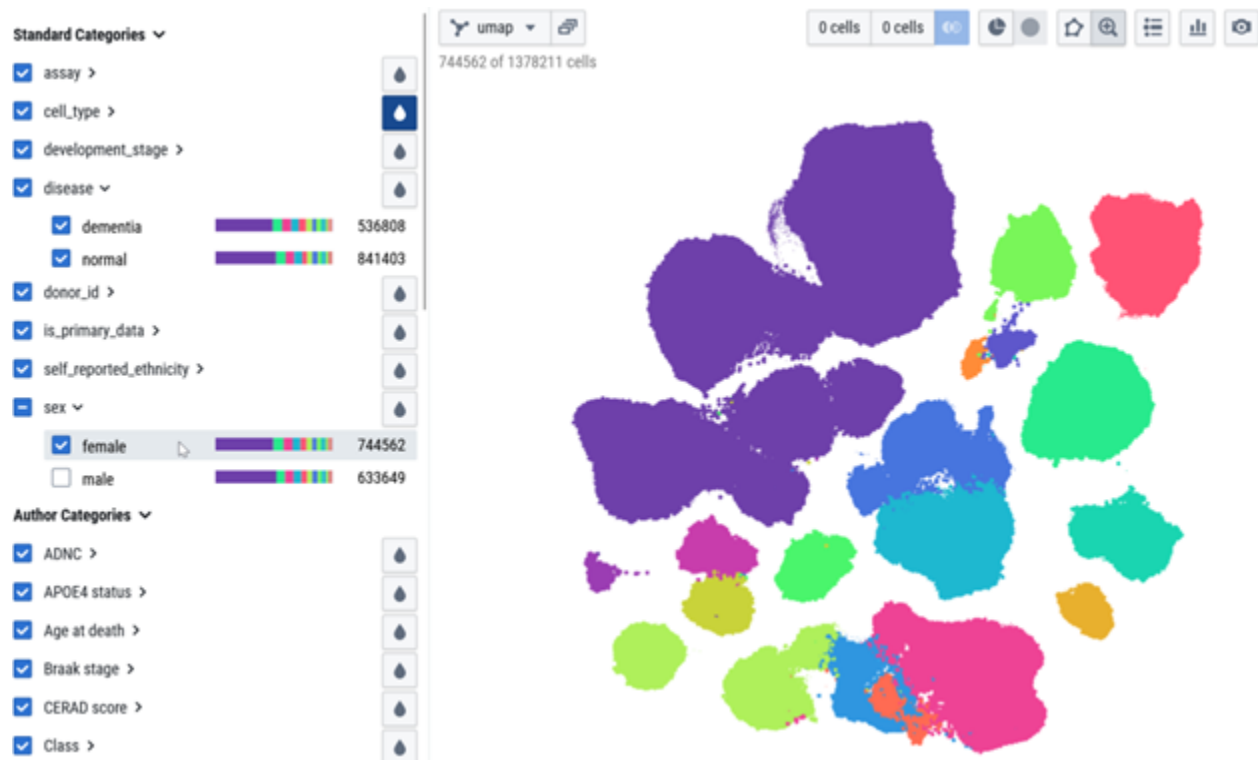 Standard Categories
assay
cell_type
development_stage
disease
dementia 536808
normal 841403
donor_id
is_primary_data
self_reported_ethnicity
sex
female 744562
male 633649
Author Categories
ADNC
APOE4 status
Age at death
Braak stage
CERAD score
Class
umap
0 cells 0 cells
744562 of 1378211 cells